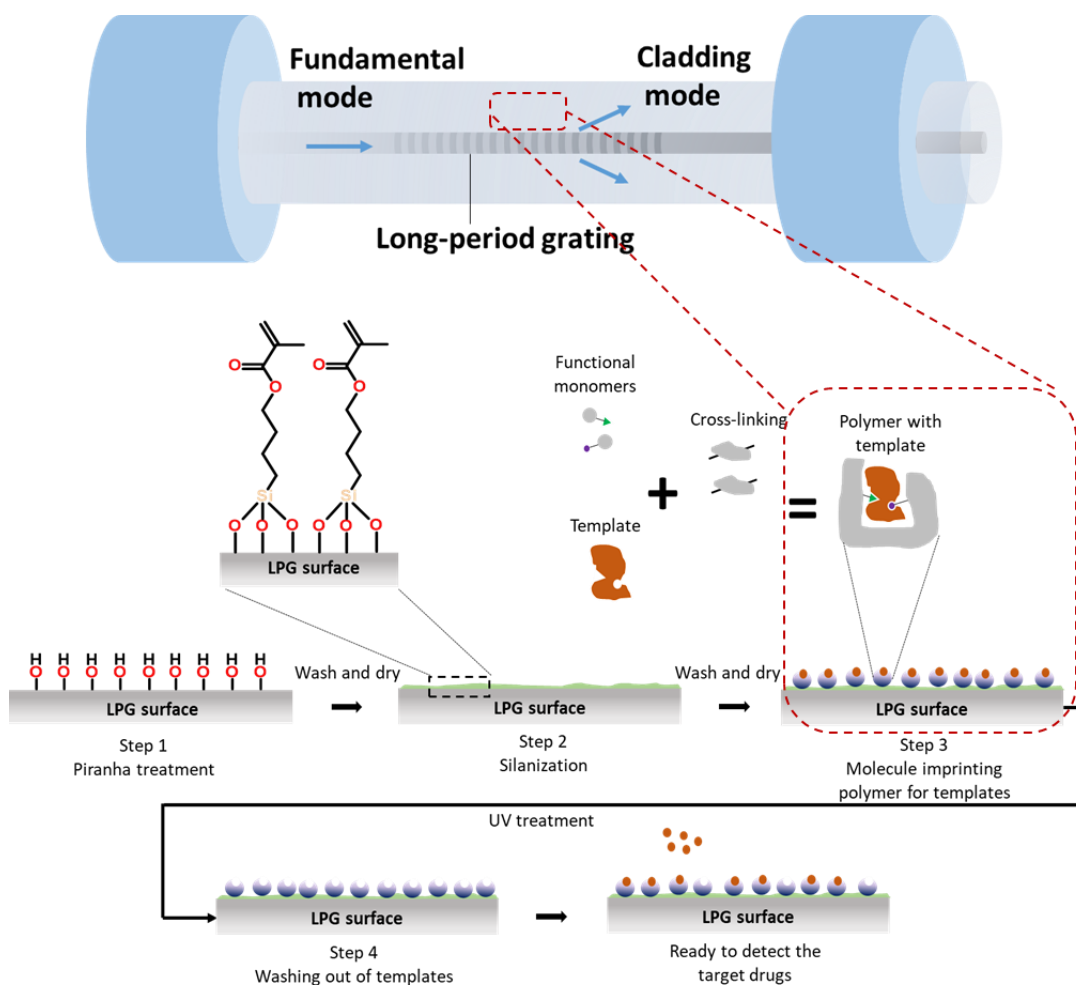 Fundamental
mode
Cladding
mode
Long-period grating
O
O
O
O
Si
Si
O
O
O
O
O
O
LPG surface
Functional
monomers
Cross-linking
+
=
Template
Polymer with
template
H H H H H H H H H
O O O O O O O O O
LPG surface
Step 1
Piranha treatment
Wash and dry
LPG surface
Step 2
Silanization
Wash and dry
LPG surface
Step 3
Molecule imprinting
polymer for templates
UV treatment
LPG surface
Step 4
Washing out of templates
LPG surface
Ready to detect the
target drugs